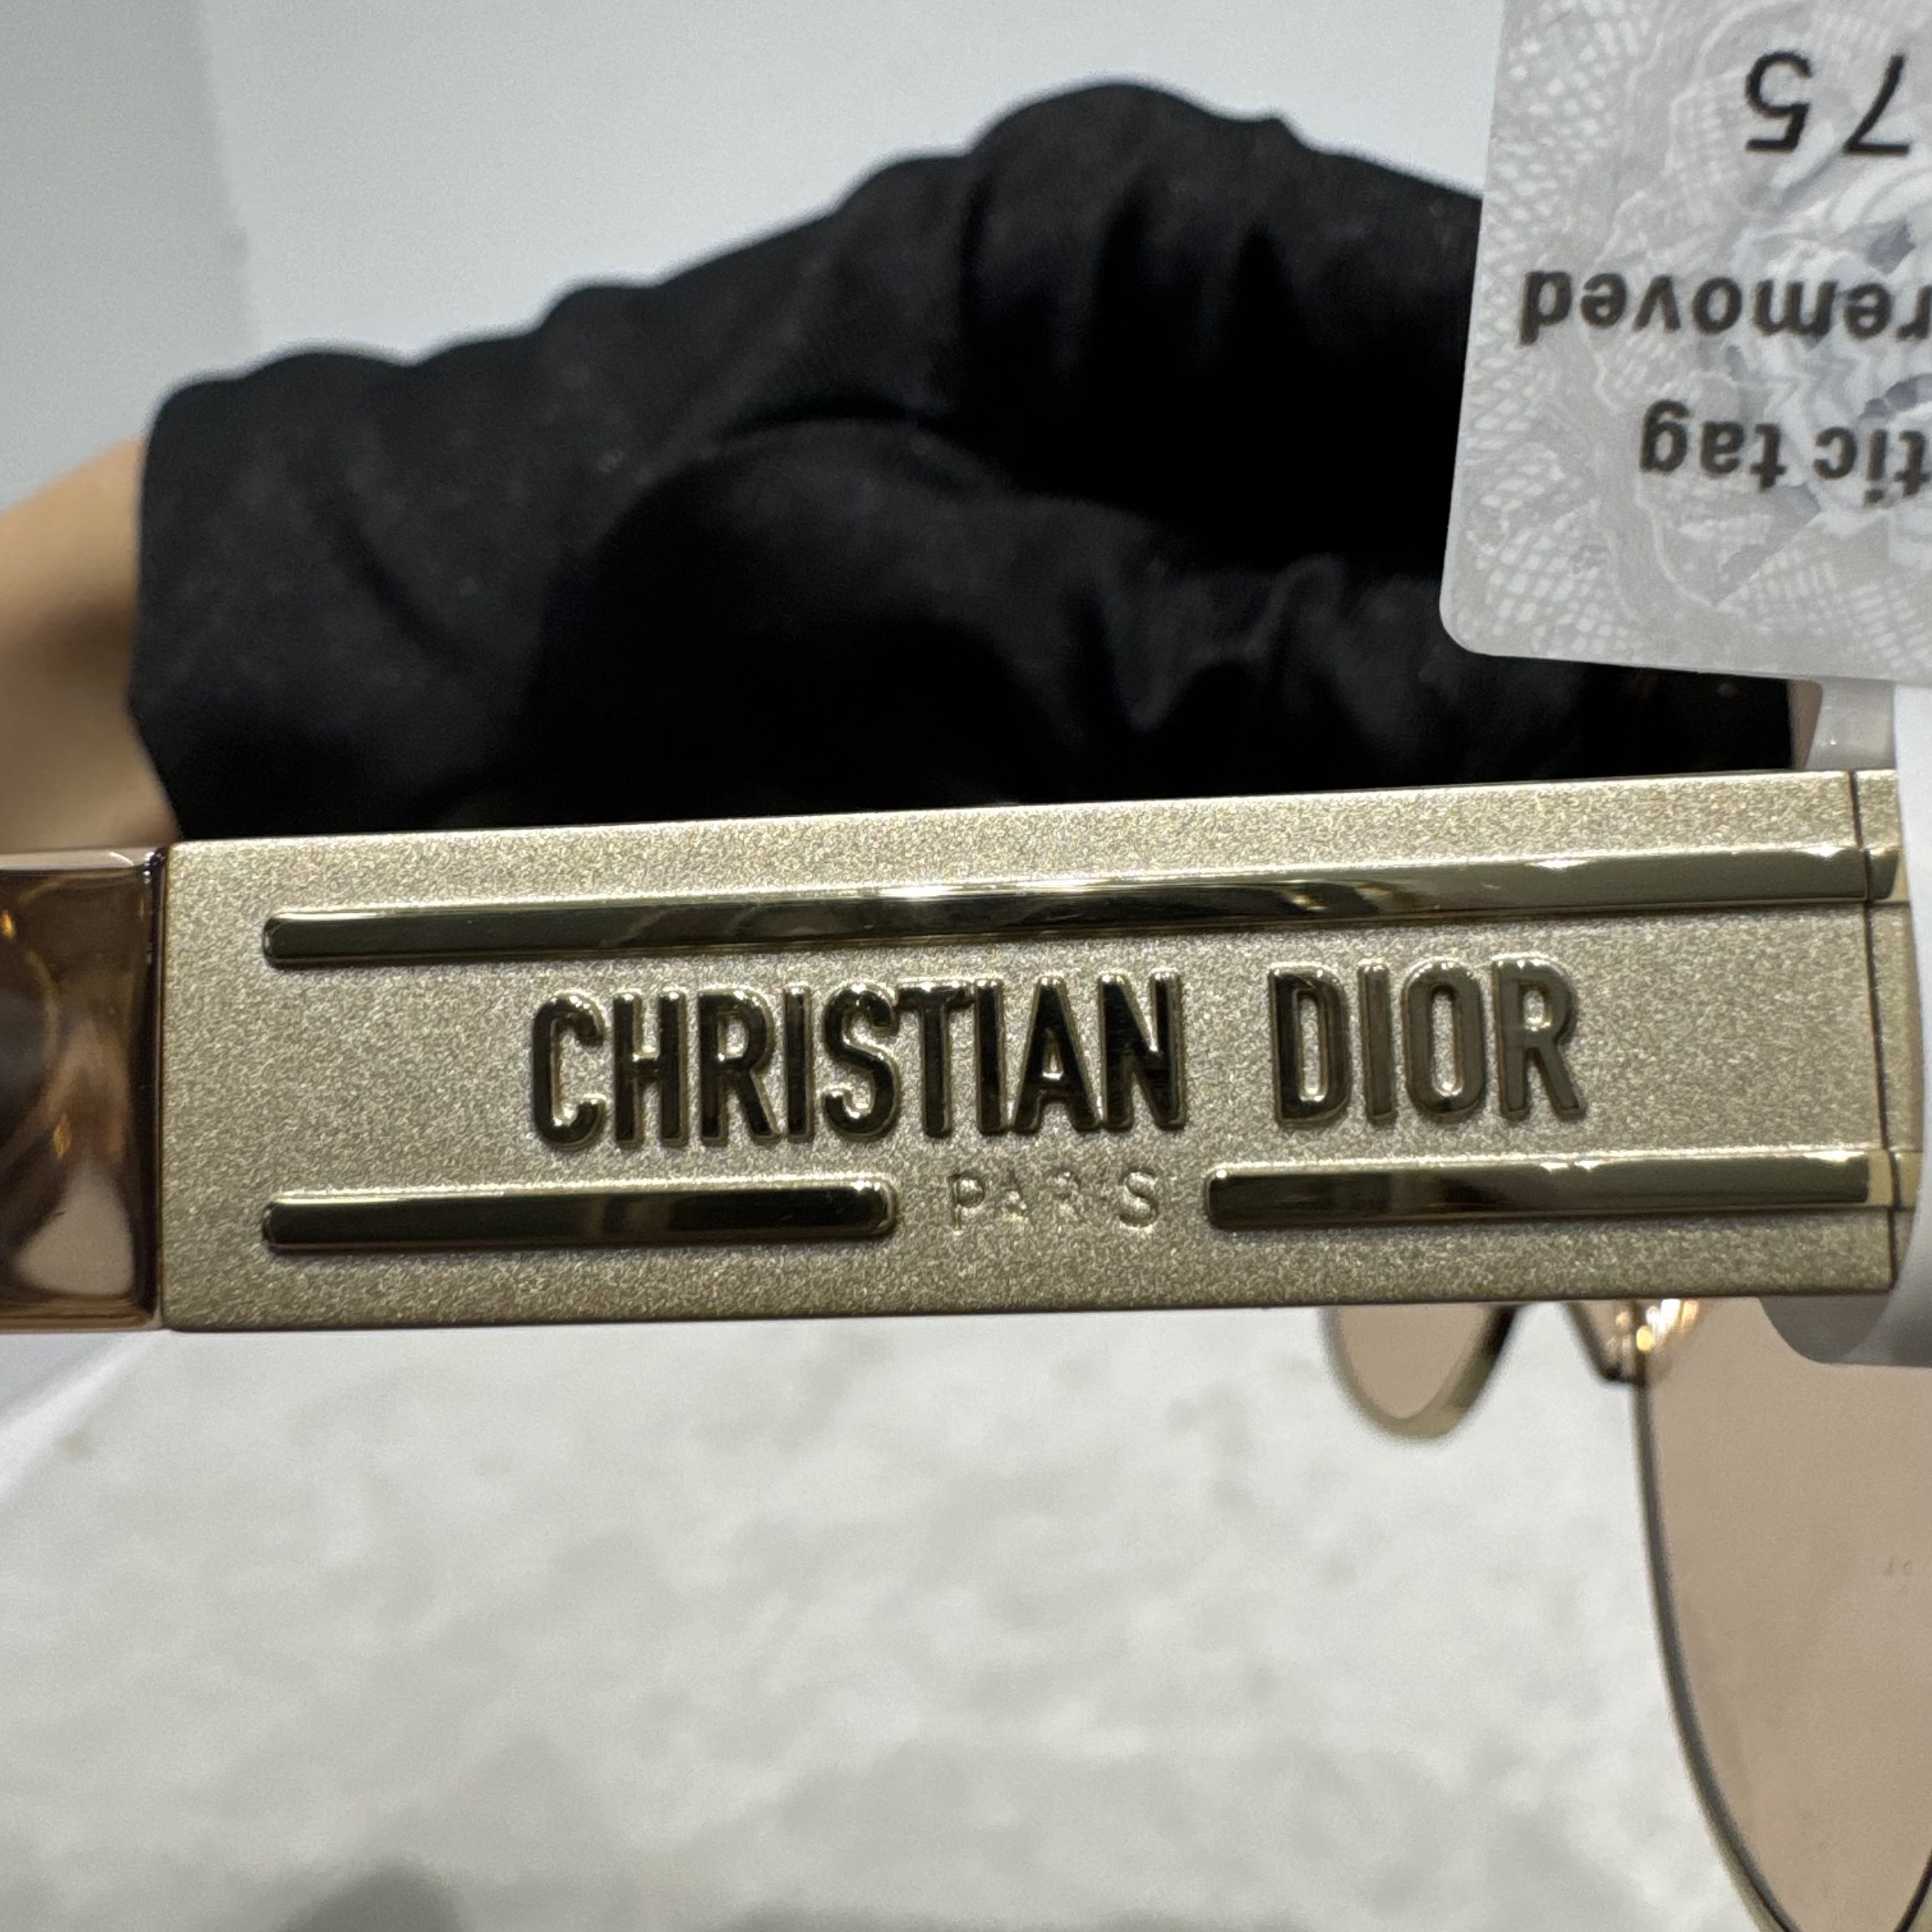 CHRISTIAN DIOR
PARIS
tic tag
removed
75